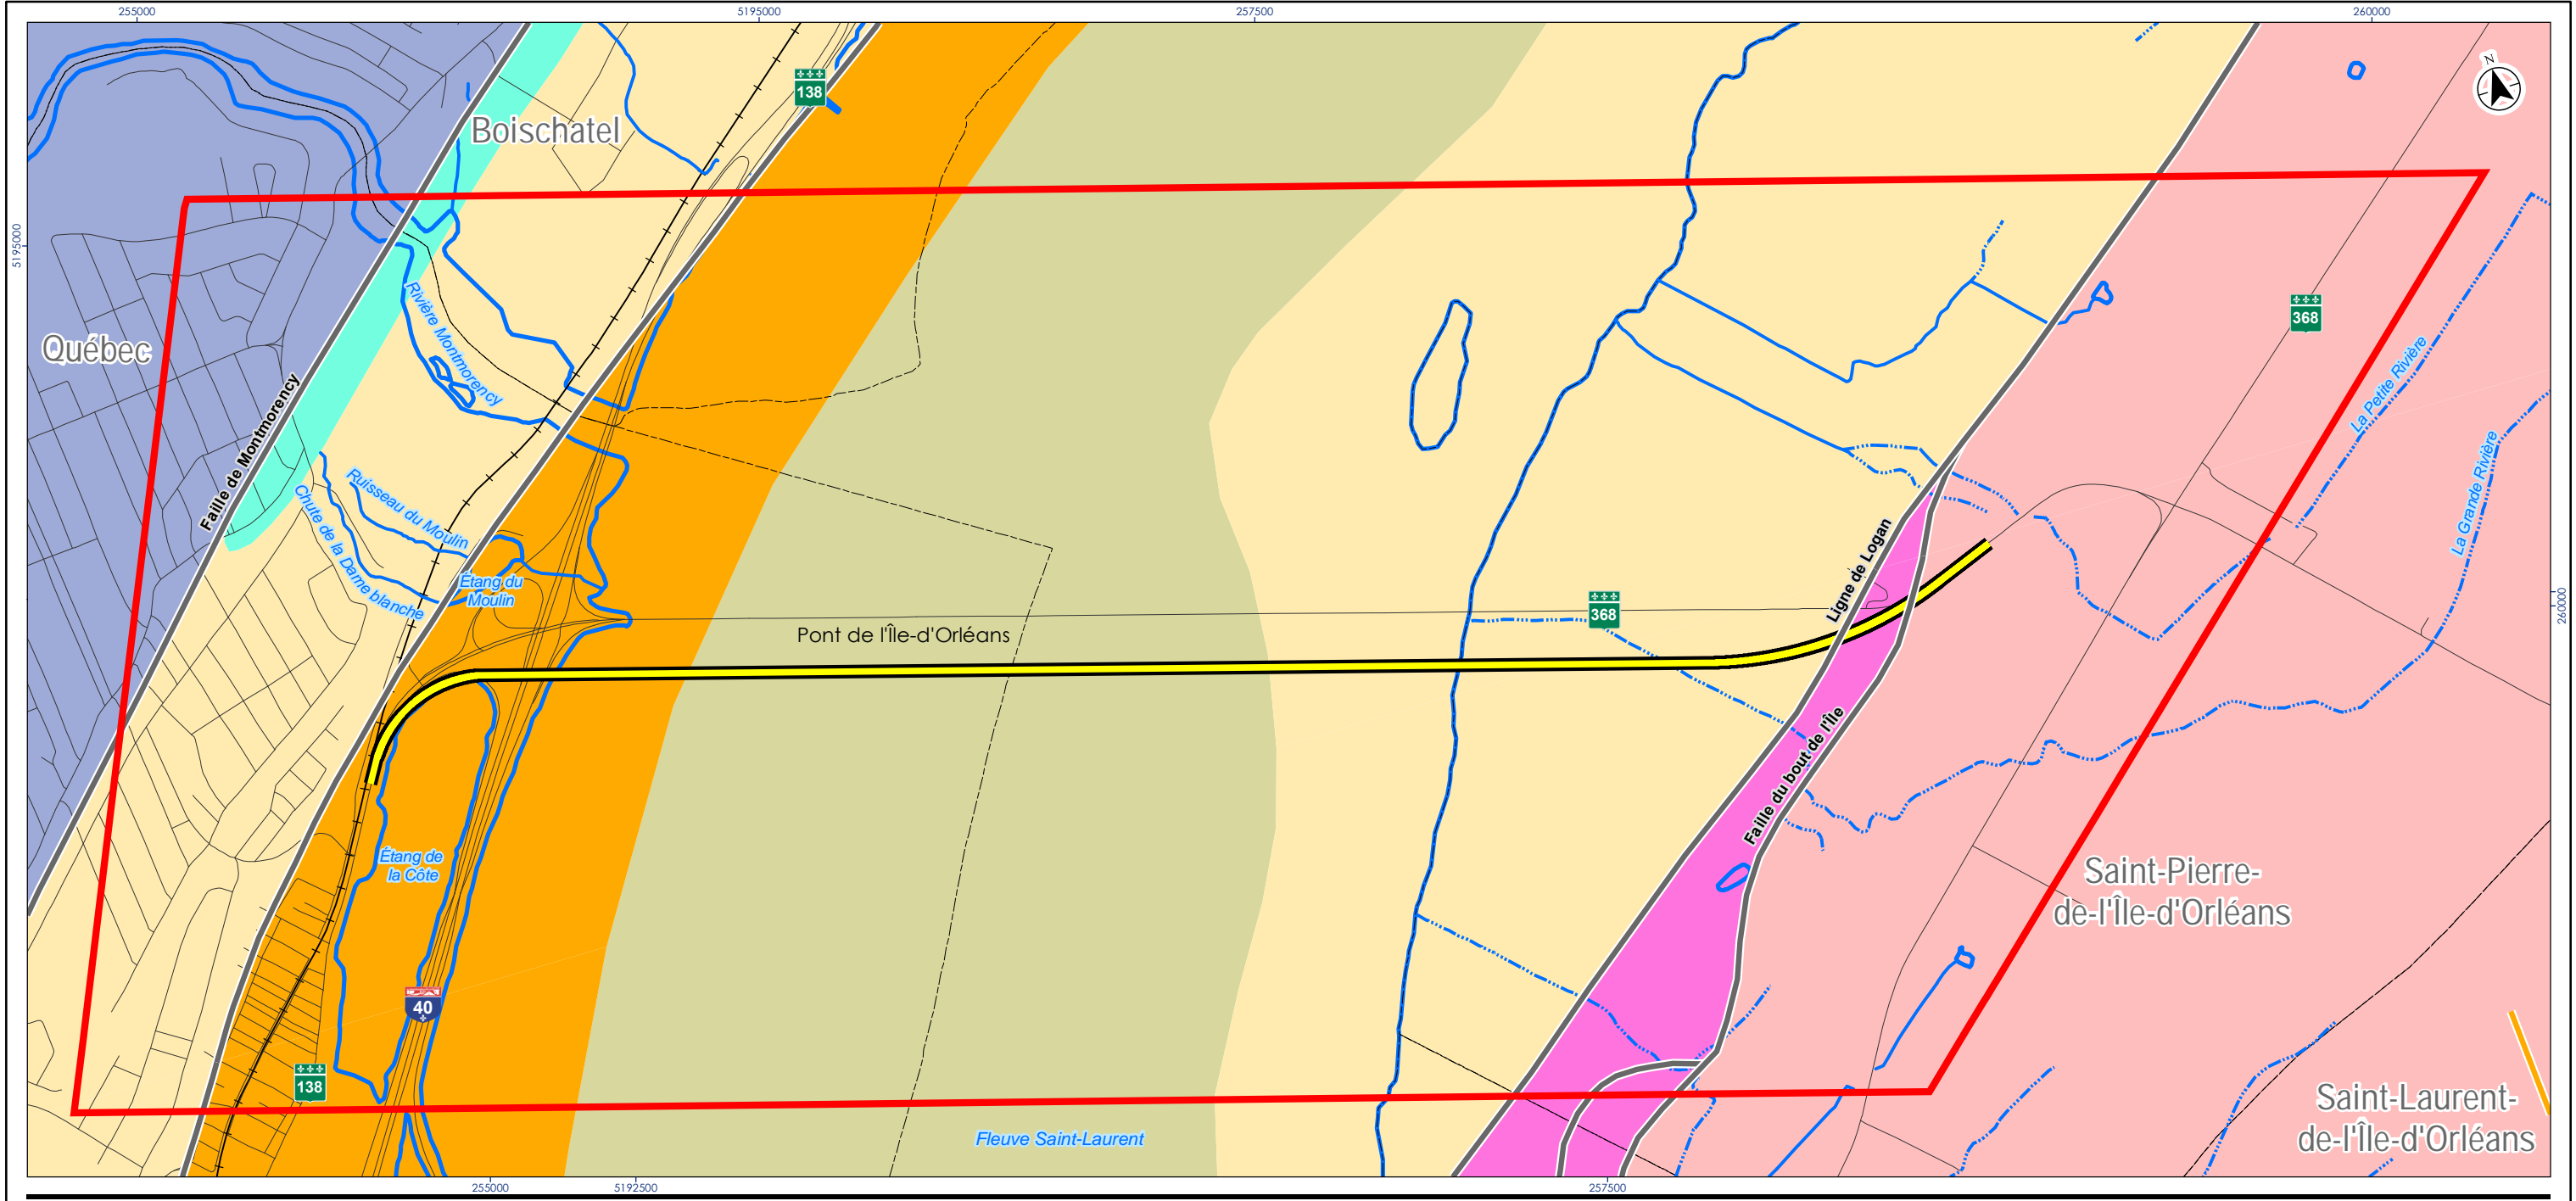 255000
5195000
257500
260000
N
138
Boischatel
5195000
Québec
Rivière Montmorency
368
La Petite Rivière
Faille de Montmorency
La Grande Rivière
Ruisseau du Moulin
Chute de la Dame blanche
Étang du
Moulin
Ligne de Logan
368
260000
Pont de l'Île-d'Orléans
Faille du bout de l'Île
Étang de
la Côte
Saint-Pierre-
de-l'Île-d'Orléans
40
138
Saint-Laurent-
de-l'Île-d'Orléans
Fleuve Saint-Laurent
255000
5192500
257500